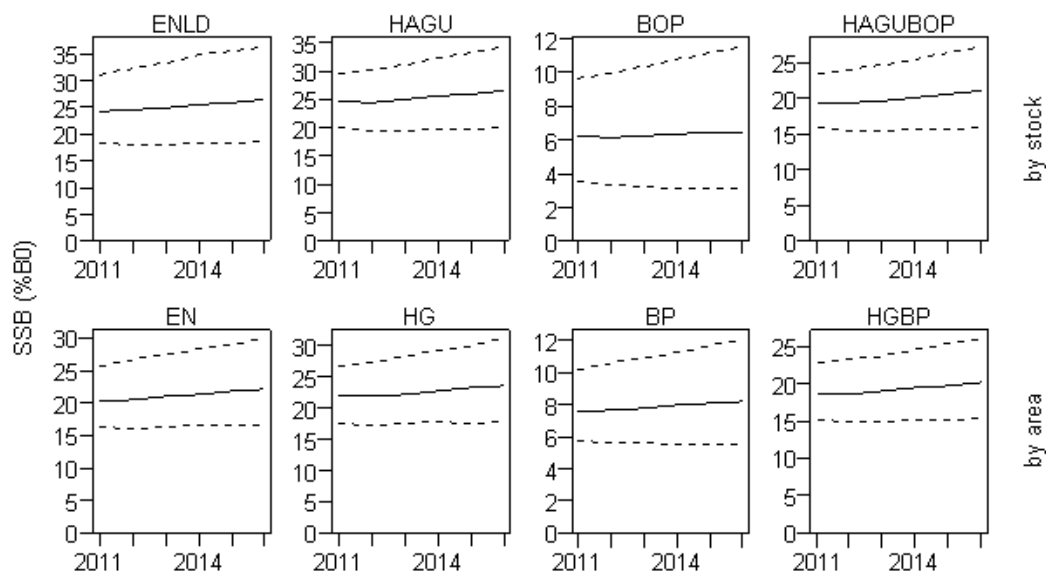 ENLD HAGU BOP HAGUBOP
35 30 25 20 15 10 5 0
35 30 25 20 15 10 5 0
12 10 8 6 4 2 0
25 20 15 10 5 0
2011 2014 2011 2014 2011 2014 2011 2014
by stock
SSB (%B0)
EN HG BP HGBP
30 25 20 15 10 5 0
30 25 20 15 10 5 0
12 10 8 6 4 2 0
25 20 15 10 5 0
2011 2014 2011 2014 2011 2014 2011 2014
by area